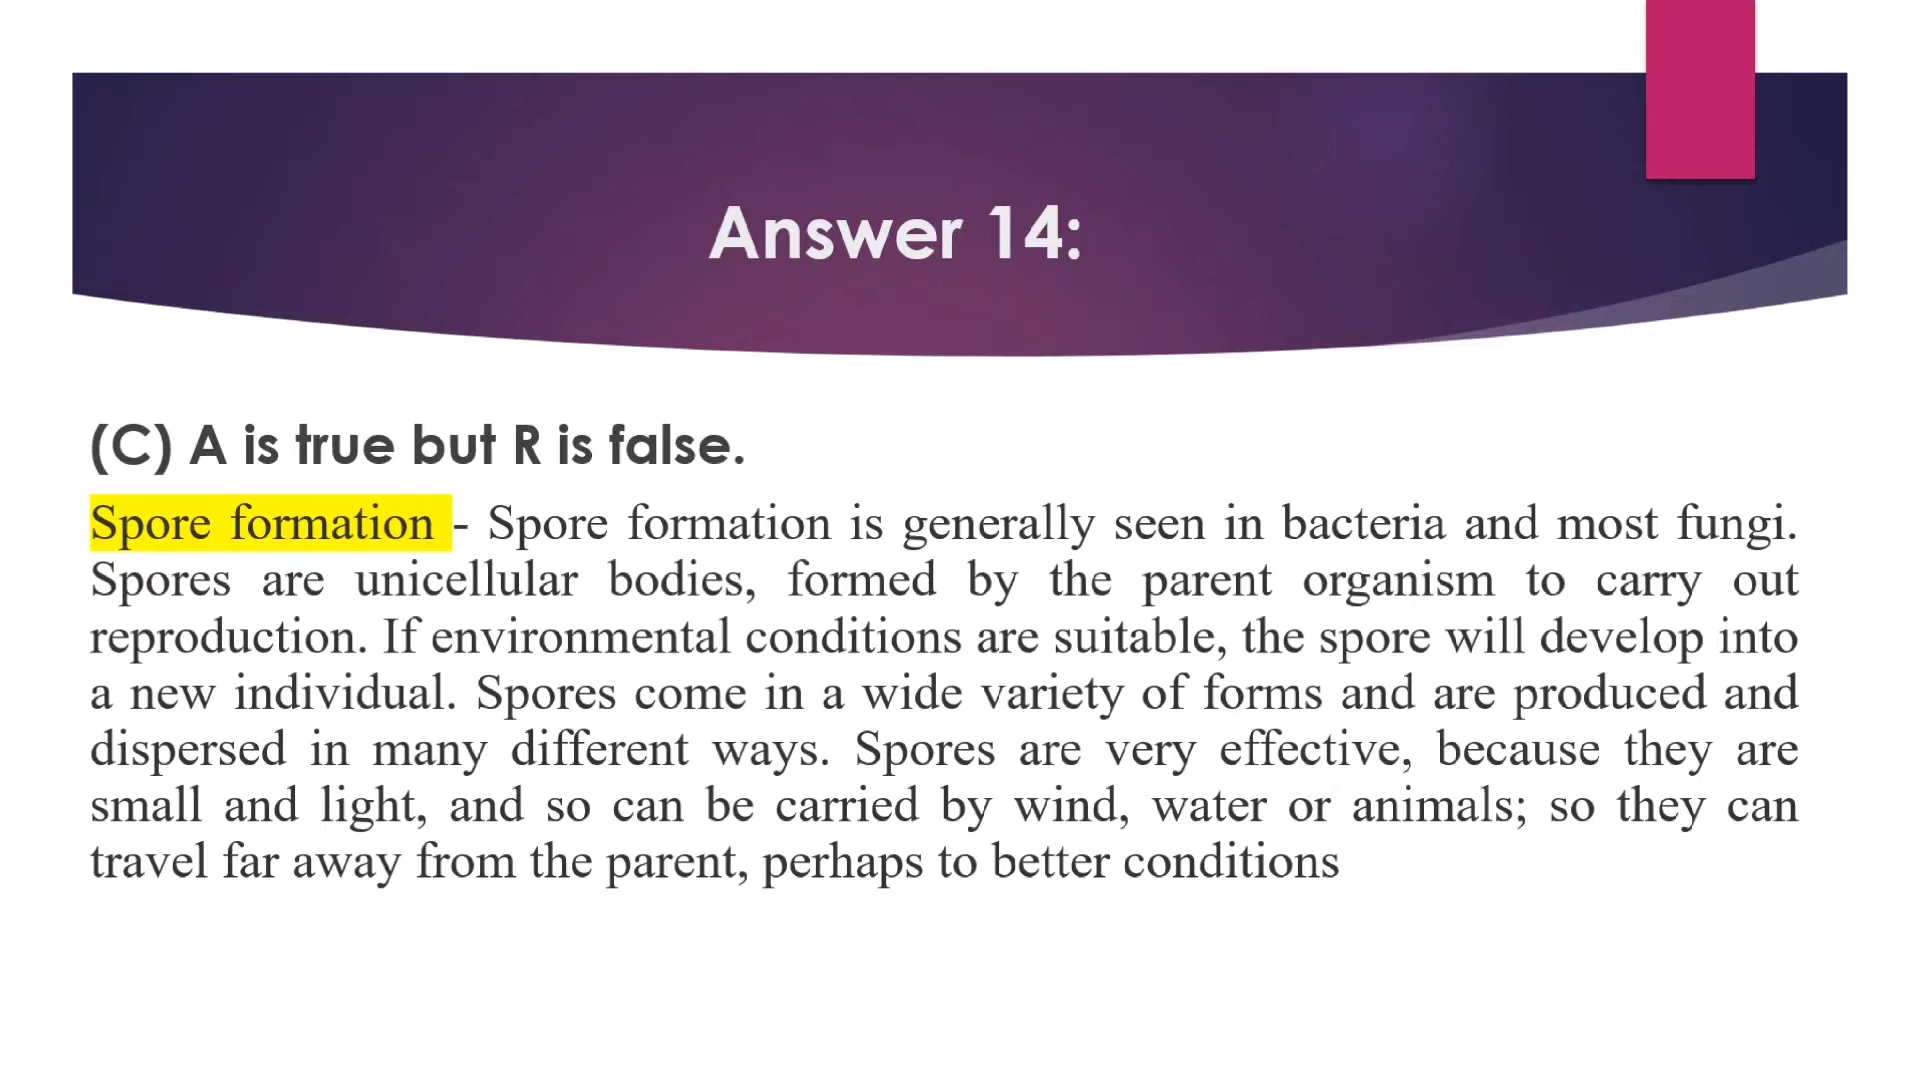 Answer 14:
(C) A is true but R is false.
Spore formation - Spore formation is generally seen in bacteria and most fungi.
Spores are unicellular bodies, formed by the parent organism to carry out
reproduction. If environmental conditions are suitable, the spore will develop into
a new individual. Spores come in a wide variety of forms and are produced and
dispersed in many different ways. Spores are very effective, because they are
small and light, and so can be carried by wind, water or animals; so they can
travel far away from the parent, perhaps to better conditions